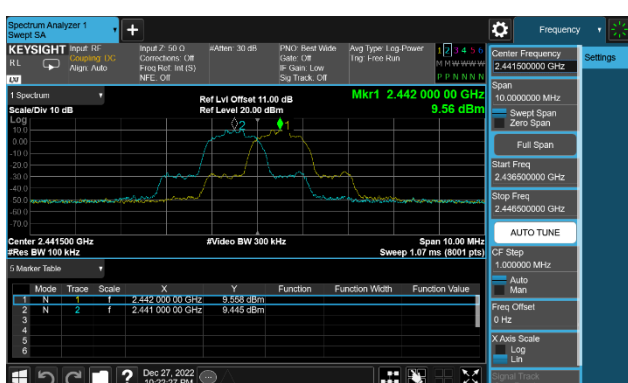 Spectrum Analyzer 1
Swept SA
Frequency
KEYSIGHT
RL
LXI
Input: RF
Coupling: DC
Align: Auto
Input Z: 50 Ω
Corrections: Off
Freq Ref: Int (S)
NFE: Off
#Atten: 30 dB
PNO: Best Wide
Gate: Off
IF Gain: Low
Sig Track: Off
Avg Type: Log-Power
Trig: Free Run
1 2 3 4 5 6
M M W W W W
P P N N N N
Center Frequency
2.441500000 GHz
Settings
Span
10.0000000 MHz
Swept Span
Zero Span
Full Span
Start Freq
2.436500000 GHz
Stop Freq
2.446500000 GHz
AUTO TUNE
CF Step
1.000000 MHz
Auto
Man
Freq Offset
0 Hz
X Axis Scale
Log
Lin
Signal Track
1 Spectrum
Scale/Div 10 dB
Ref Lvl Offset 11.00 dB
Ref Level 20.00 dBm
Mkr1 2.442 000 00 GHz
9.56 dBm
Log
10.0
0.00
-10.0
-20.0
-30.0
-40.0
-50.0
-60.0
-70.0
2
1
Center 2.441500 GHz
#Video BW 300 kHz
Span 10.00 MHz
#Res BW 100 kHz
Sweep 1.07 ms (8001 pts)
5 Marker Table
Mode Trace Scale X Y Function Function Width Function Value
1 N 1 f 2.442 000 00 GHz 9.558 dBm
2 N 2 f 2.441 000 00 GHz 9.445 dBm
3
4
5
6
Dec 27, 2022
10:22:27 PM